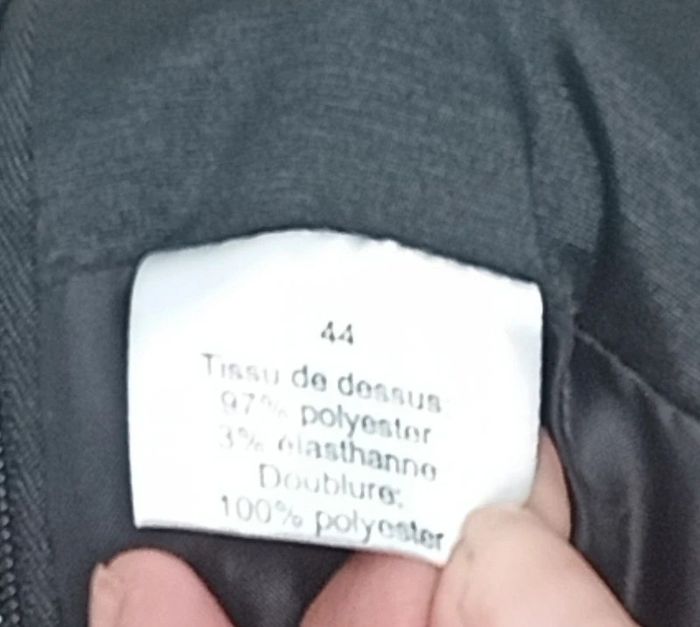 44
Tissu de dessus:
97% polyester
3% élasthanne
Doublure:
100% polyester